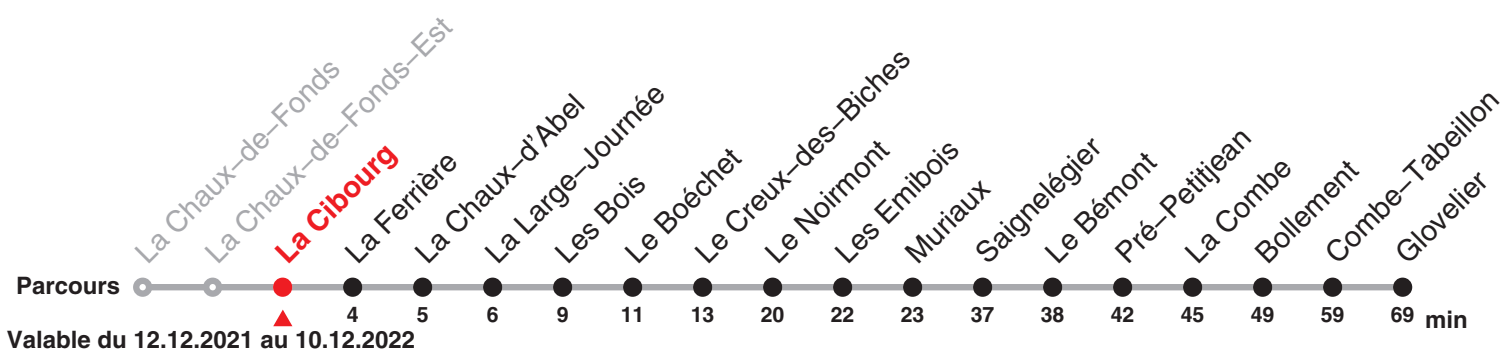 La Chaux–de–Fonds
La Chaux–de–Fonds–Est
La Cibourg
La Ferrière
La Chaux–d'Abel
La Large–Journée
Les Bois
Le Boéchet
Le Creux–des–Biches
Le Noirmont
Les Emibois
Muriaux
Saignelégier
Le Bémont
Pré–Petitjean
La Combe
Bollement
Combe–Tabeillon
Glovelier
Parcours
4 5 6 9 11 13 20 22 23 37 38 42 45 49 59 69 min
Valable du 12.12.2021 au 10.12.2022